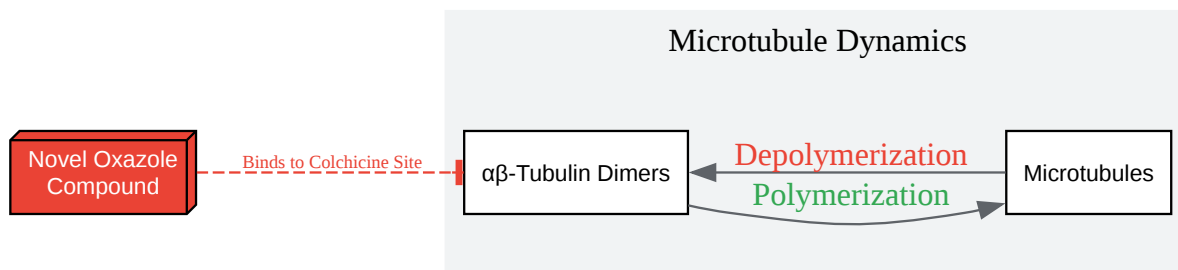 Microtubule Dynamics
Novel Oxazole
Compound
Binds to Colchicine Site
αβ-Tubulin Dimers
Depolymerization
Polymerization
Microtubules